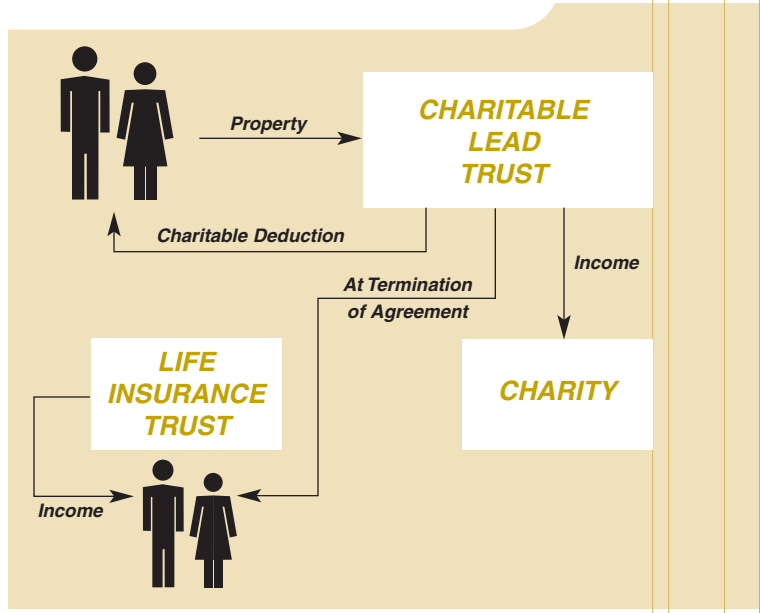 Property
CHARITABLE
LEAD
TRUST
Charitable Deduction
Income
At Termination
of Agreement
LIFE
INSURANCE
TRUST
CHARITY
Income